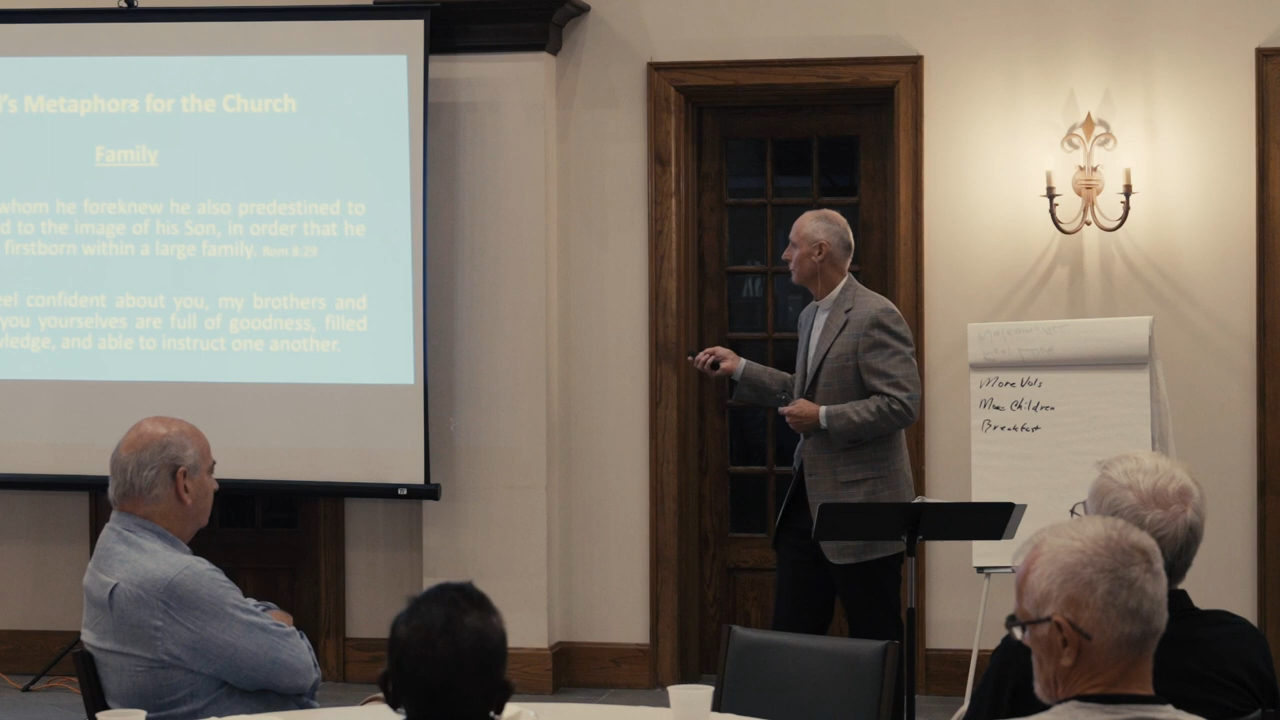 l's Metaphors for the Church
Family
whom he foreknew he also predestined to
d to the image of his Son, in order that he
firstborn within a large family. Rom 8.29
eel confident about you, my brothers and
you yourselves are full of goodness, filled
wledge, and able to instruct one another.
More Vols
More Children
Breakfast